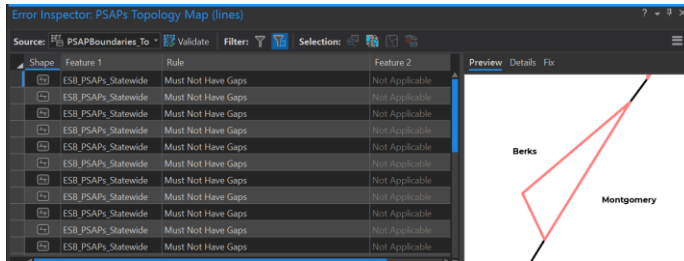 Error Inspector: PSAPs Topology Map (lines)
Source: PSAPBoundaries_To Validate Filter: Selection:
Shape Feature 1 Rule Feature 2
ESB_PSAPs_Statewide Must Not Have Gaps Not Applicable
ESB_PSAPs_Statewide Must Not Have Gaps Not Applicable
ESB_PSAPs_Statewide Must Not Have Gaps Not Applicable
ESB_PSAPs_Statewide Must Not Have Gaps Not Applicable
ESB_PSAPs_Statewide Must Not Have Gaps Not Applicable
ESB_PSAPs_Statewide Must Not Have Gaps Not Applicable
ESB_PSAPs_Statewide Must Not Have Gaps Not Applicable
ESB_PSAPs_Statewide Must Not Have Gaps Not Applicable
ESB_PSAPs_Statewide Must Not Have Gaps Not Applicable
ESB_PSAPs_Statewide Must Not Have Gaps Not Applicable
ESB_PSAPs_Statewide Must Not Have Gaps Not Applicable
Preview Details Fix
Berks
Montgomery